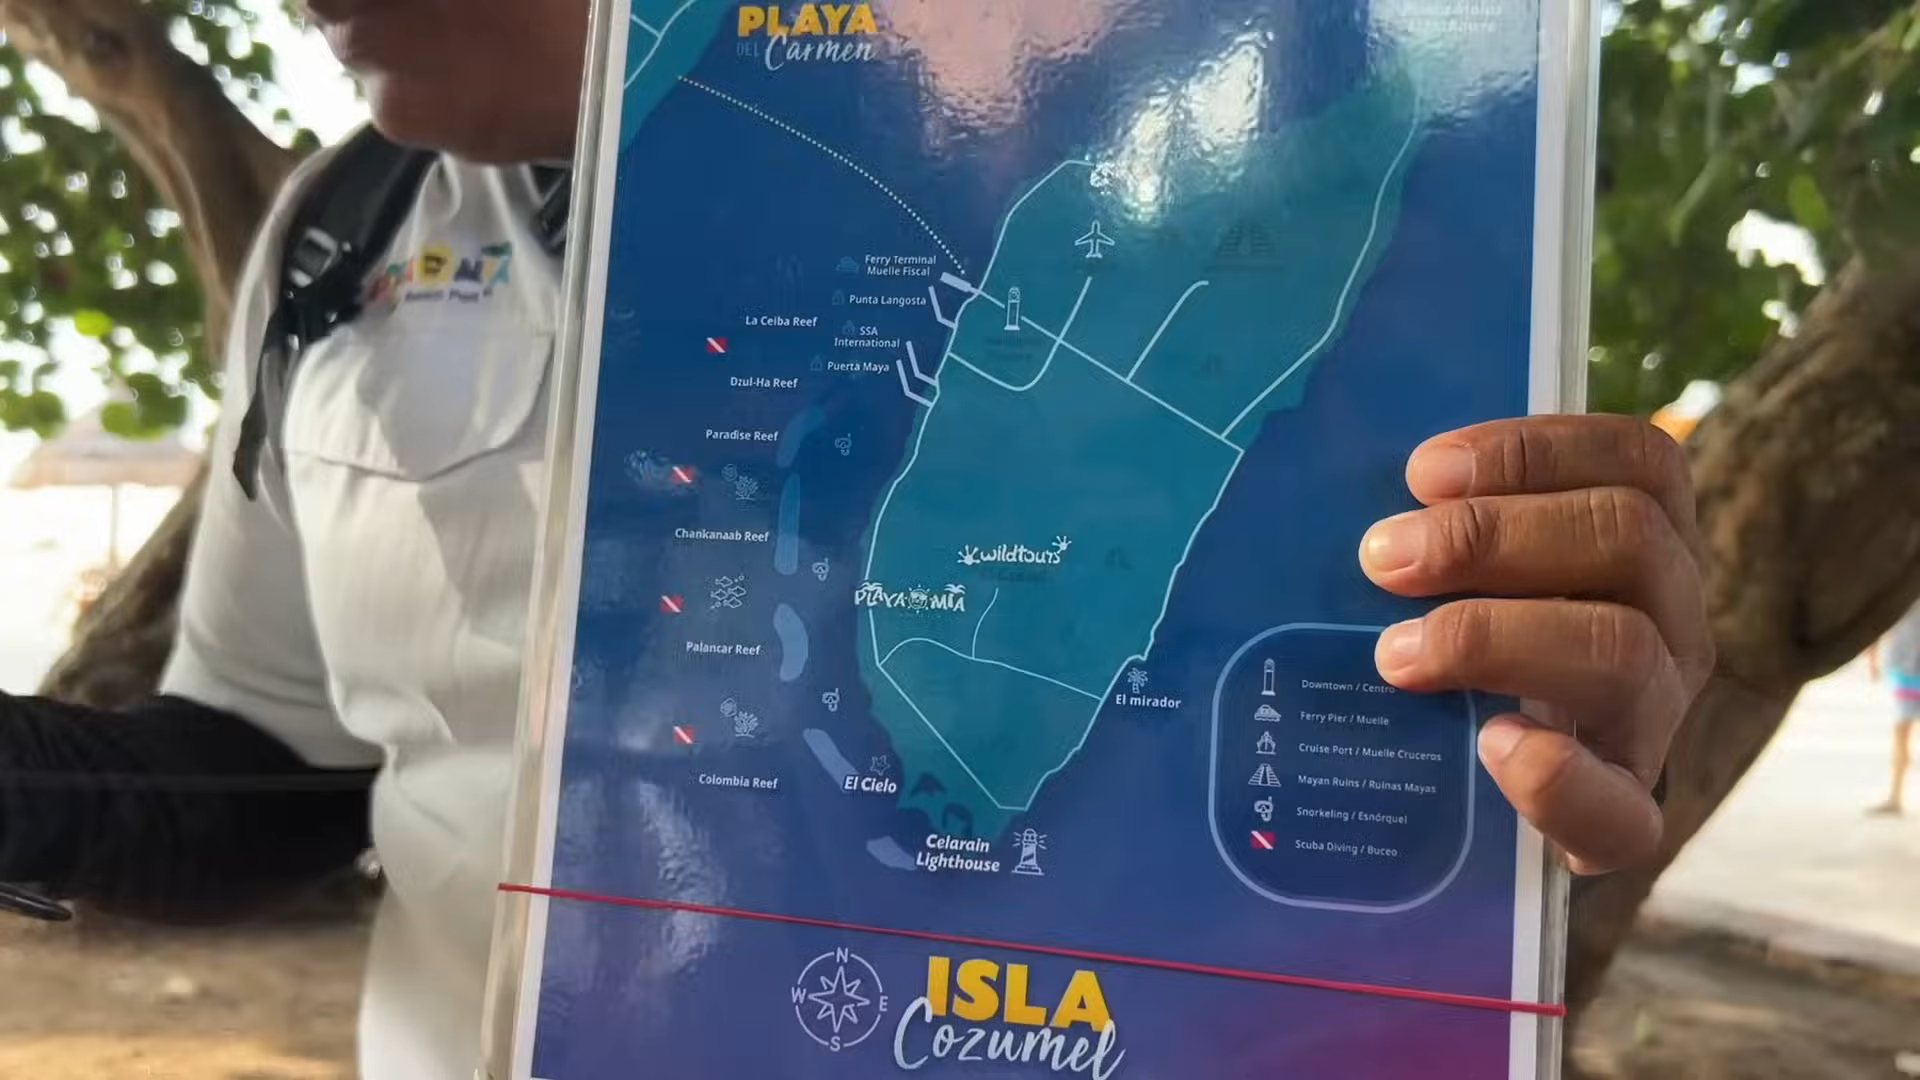 PLAYA
DEL Carmen
Ferry Terminal
Muelle Fiscal
Punta Langosta
La Ceiba Reef
SSA
International
Puerta Maya
Dzul-Ha Reef
Paradise Reef
Chankanaab Reef
wildtours
PLAYA MIA
Palancar Reef
El mirador
Colombia Reef
El Cielo
Celarain
Lighthouse
Downtown / Centro
Ferry Pier / Muelle
Cruise Port / Muelle Cruceros
Mayan Ruins / Ruinas Mayas
Snorkeling / Esnórquel
Scuba Diving / Buceo
N
W E
S
ISLA
Cozumel